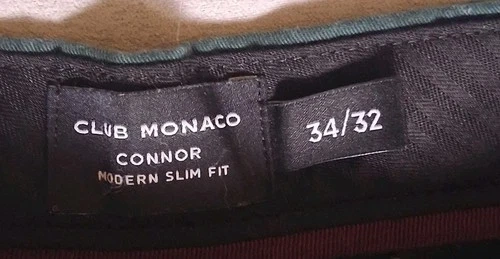 CLUB MONACO
CONNOR
MODERN SLIM FIT
34/32